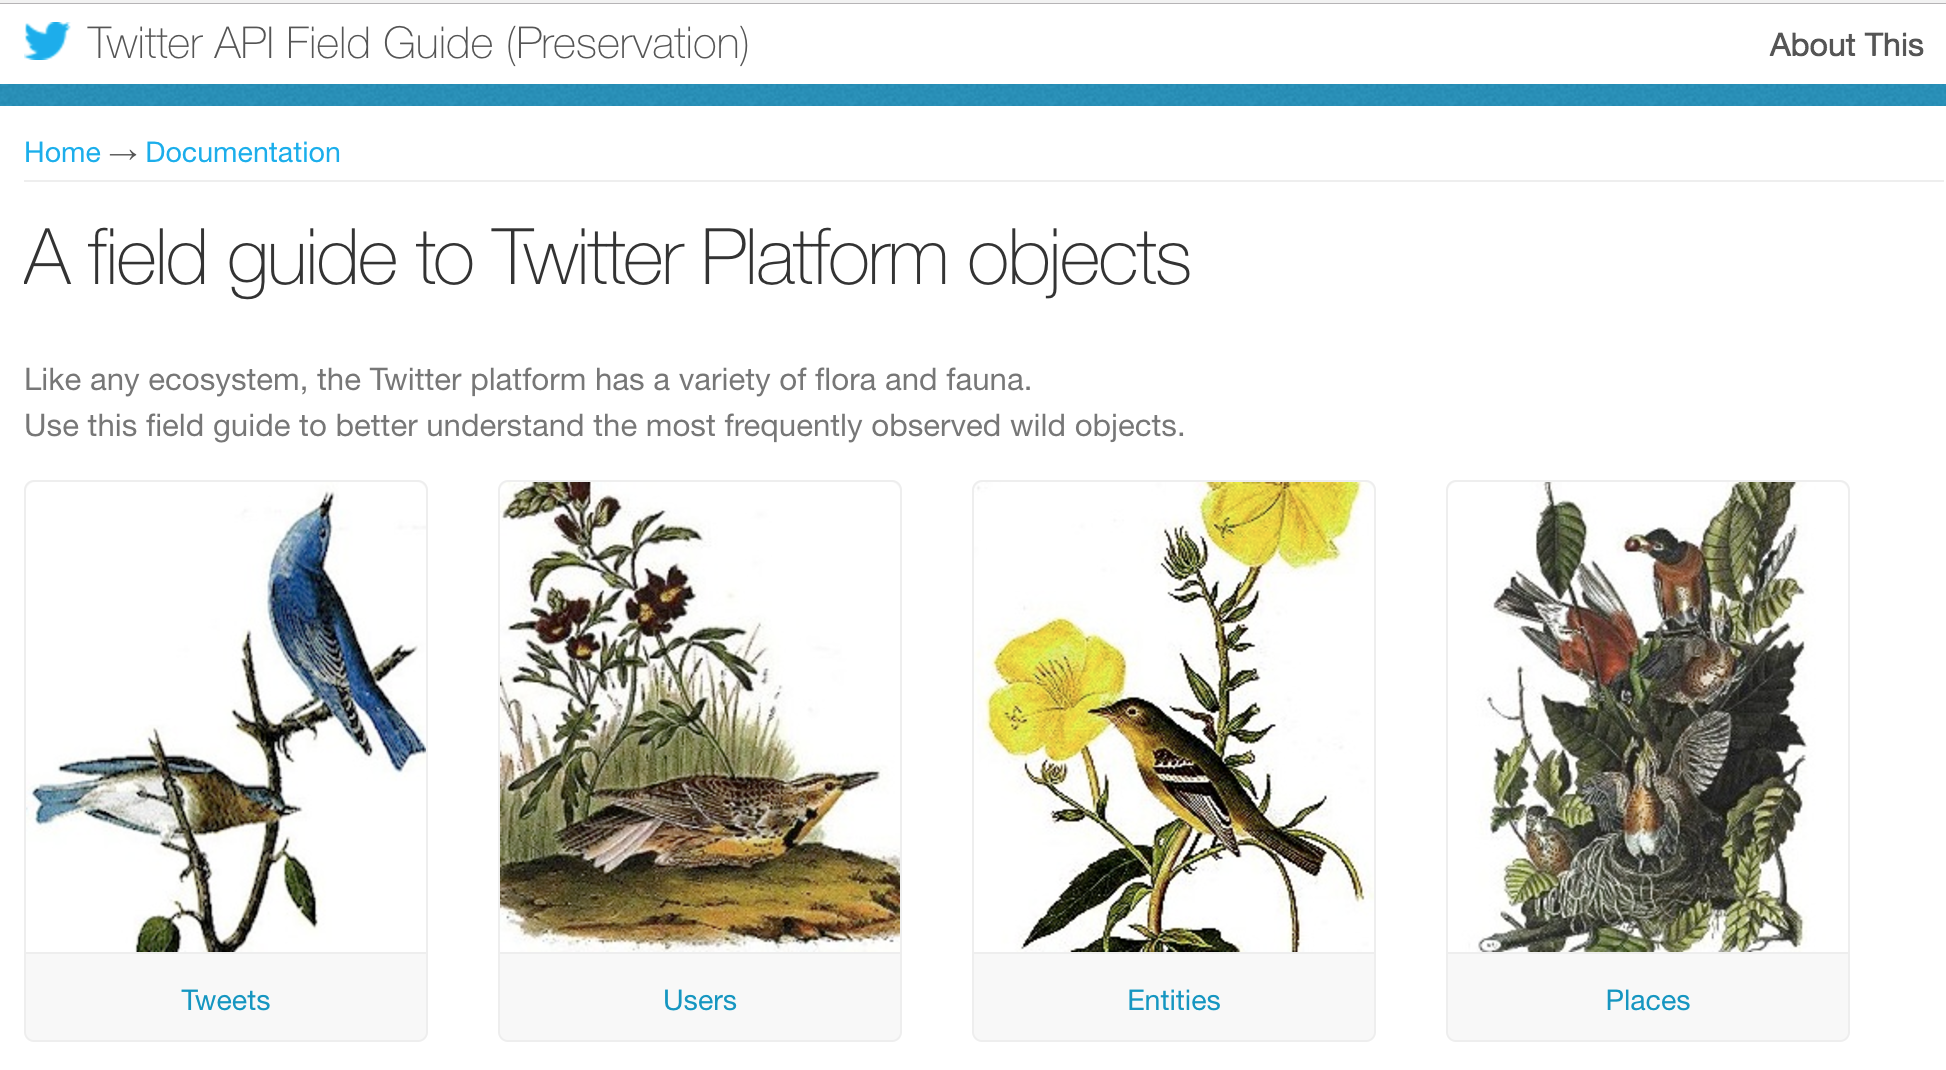 Twitter API Field Guide (Preservation)
About This
Home → Documentation
A field guide to Twitter Platform objects
Like any ecosystem, the Twitter platform has a variety of flora and fauna.
Use this field guide to better understand the most frequently observed wild objects.
Tweets
Users
Entities
Places